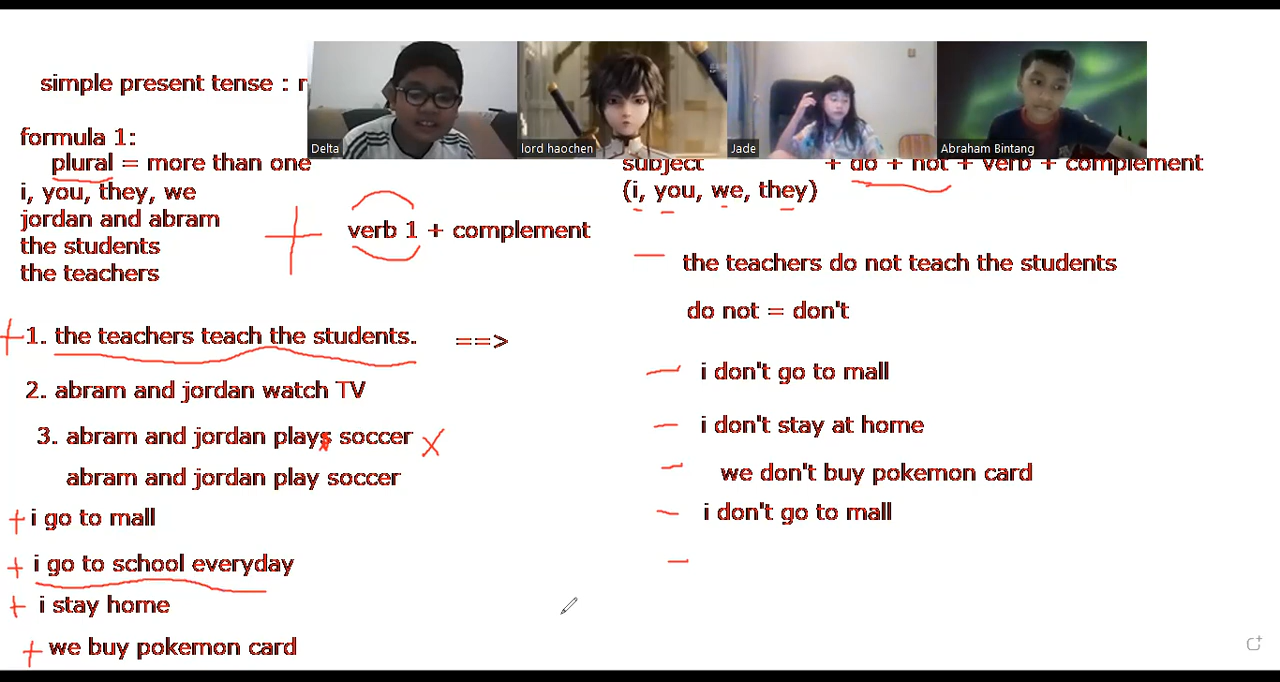 simple present tense : r
Delta
lord haochen
Jade
Abraham Bintang
formula 1:
plural = more than one
i, you, they, we
jordan and abram
the students
the teachers
+ verb 1 + complement
+ 1. the teachers teach the students. ==>
2. abram and jordan watch TV
3. abram and jordan plays soccer X
abram and jordan play soccer
+ i go to mall
+ i go to school everyday
+ i stay home
+ we buy pokemon card
subject + do + not + verb + complement
(i, you, we, they)
- the teachers do not teach the students
do not = don't
- i don't go to mall
- i don't stay at home
- we don't buy pokemon card
- i don't go to mall
-